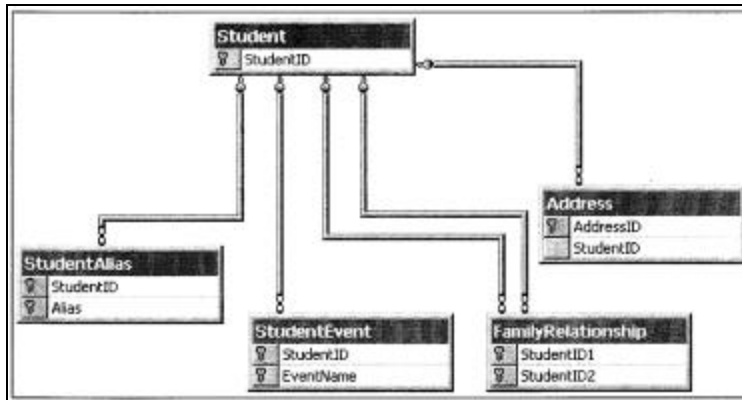 Student
StudentID
Address
AddressID
StudentID
StudentAlias
StudentID
Alias
StudentEvent
StudentID
EventName
FamilyRelationship
StudentID1
StudentID2